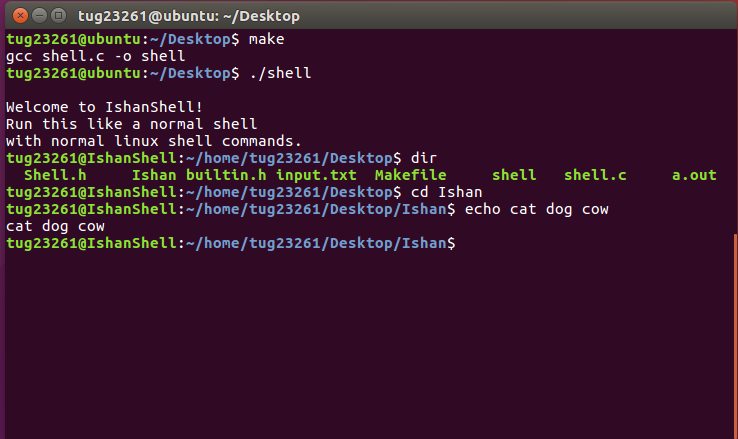 tug23261@ubuntu: ~/Desktop
tug23261@ubuntu:~/Desktop$ make
gcc shell.c -o shell
tug23261@ubuntu:~/Desktop$ ./shell
Welcome to IshanShell!
Run this like a normal shell
with normal linux shell commands.
tug23261@IshanShell:~/home/tug23261/Desktop$ dir
Shell.h Ishan builtin.h input.txt Makefile shell shell.c a.out
tug23261@IshanShell:~/home/tug23261/Desktop$ cd Ishan
tug23261@IshanShell:~/home/tug23261/Desktop/Ishan$ echo cat dog cow
cat dog cow
tug23261@IshanShell:~/home/tug23261/Desktop/Ishan$